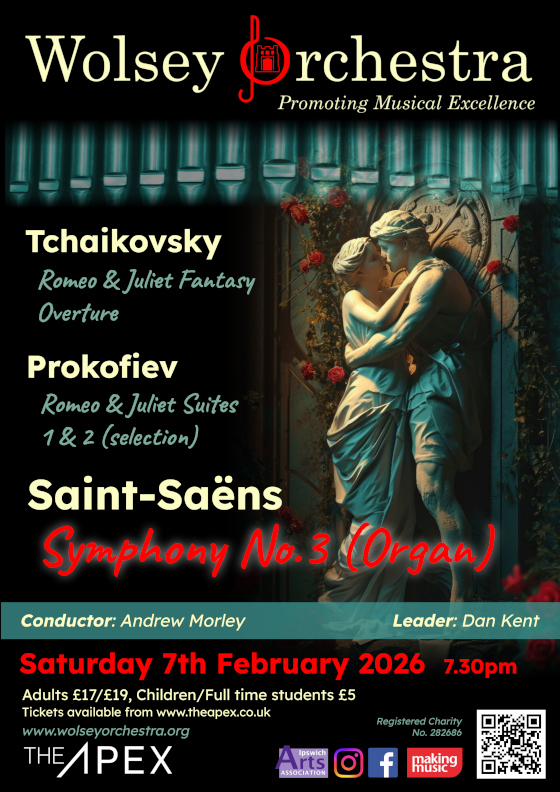 Wolsey Orchestra
Promoting Musical Excellence
Tchaikovsky
Romeo & Juliet Fantasy
Overture
Prokofiev
Romeo & Juliet Suites
1 & 2 (selection)
Saint-Saëns
Symphony No.3 (Organ)
Conductor: Andrew Morley
Leader: Dan Kent
Saturday 7th February 2026 7.30pm
Adults £17/£19, Children/Full time students £5
Tickets available from www.theapex.co.uk
www.wolseyorchestra.org
Registered Charity
No. 282686
THE APEX
Ipswich
Arts
ASSOCIATION
f
making
music